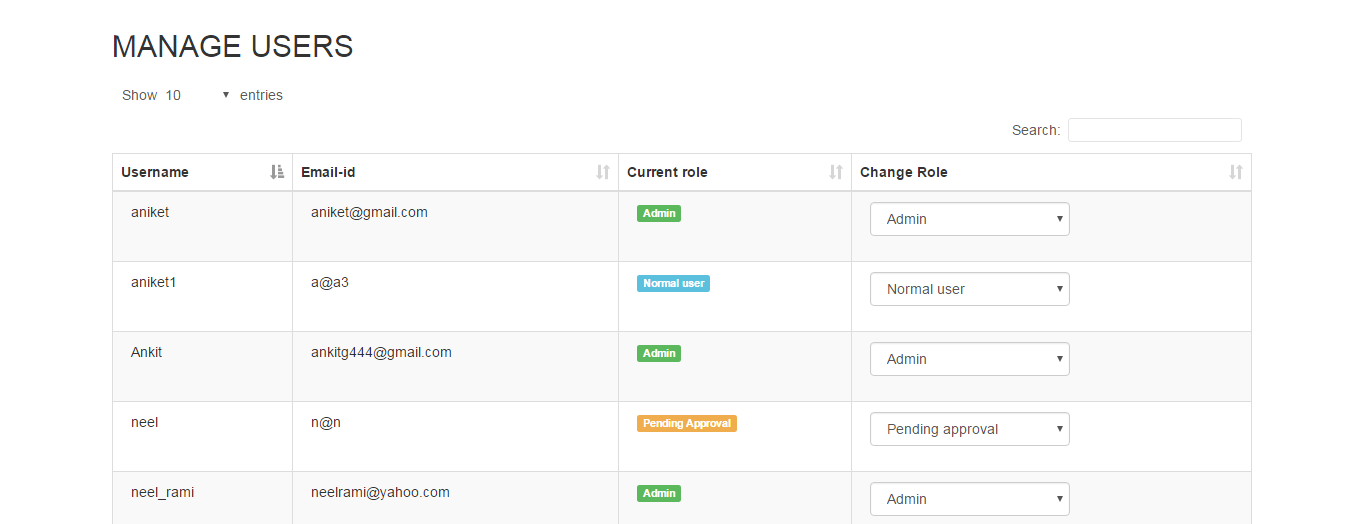 MANAGE USERS
Show 10 entries
Search:
Username Email-id Current role Change Role
aniket aniket@gmail.com Admin Admin
aniket1 a@a3 Normal user Normal user
Ankit ankitg444@gmail.com Admin Admin
neel n@n Pending Approval Pending approval
neel_rami neelrami@yahoo.com Admin Admin